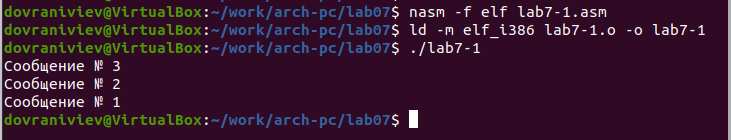 dovraniviev@VirtualBox:~/work/arch-pc/lab07$ nasm -f elf lab7-1.asm
dovraniviev@VirtualBox:~/work/arch-pc/lab07$ ld -m elf_i386 lab7-1.o -o lab7-1
dovraniviev@VirtualBox:~/work/arch-pc/lab07$ ./lab7-1
Сообщение № 3
Сообщение № 2
Сообщение № 1
dovraniviev@VirtualBox:~/work/arch-pc/lab07$